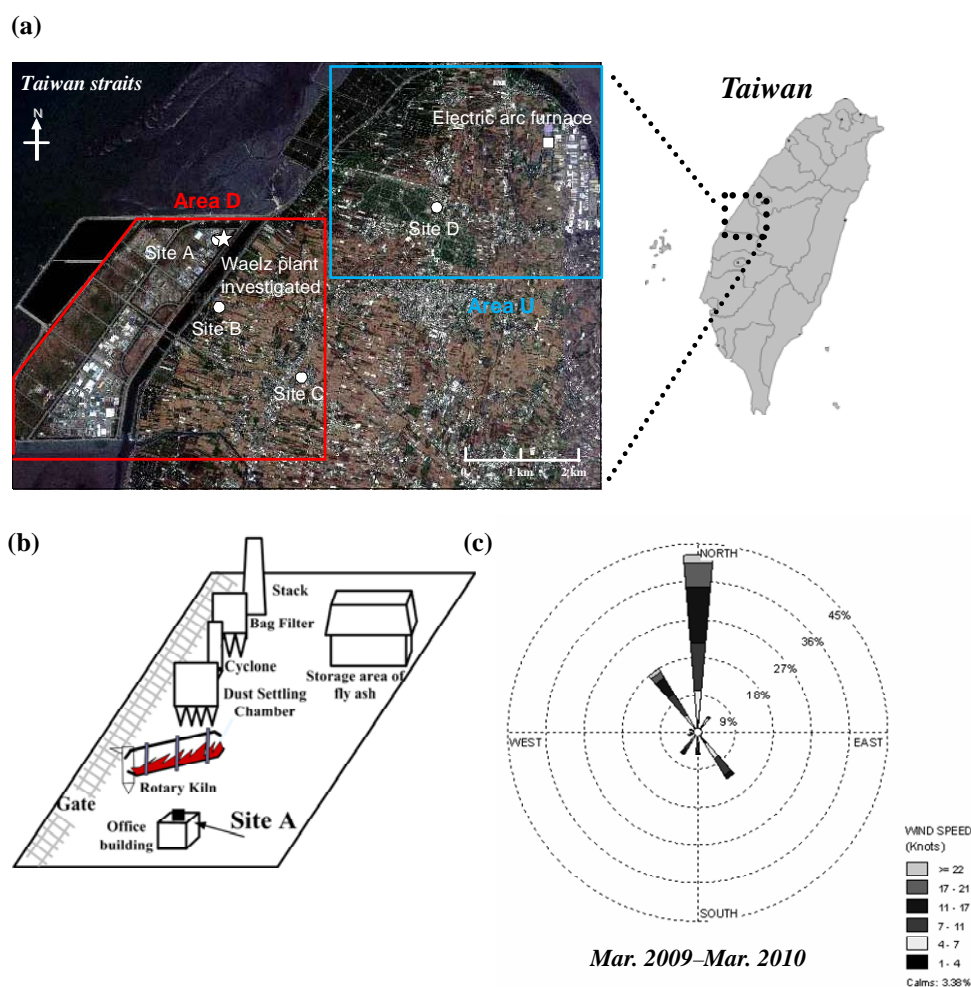 (a)
Taiwan straits
N
Electric arc furnace
Area D
Site A
Waelz plant
investigated
Site B
Site C
Site D
Area U
0 1 km 2 km
Taiwan
(b)
Stack
Bag Filter
Cyclone
Storage area of
fly ash
Dust Settling
Chamber
Rotary Kiln
Gate
Office
building
Site A
(c)
NORTH
45%
36%
27%
18%
9%
WEST
EAST
SOUTH
WIND SPEED
(Knots)
>= 22
17 - 21
11 - 17
7 - 11
4 - 7
1 - 4
Calms: 3.38%
Mar. 2009–Mar. 2010